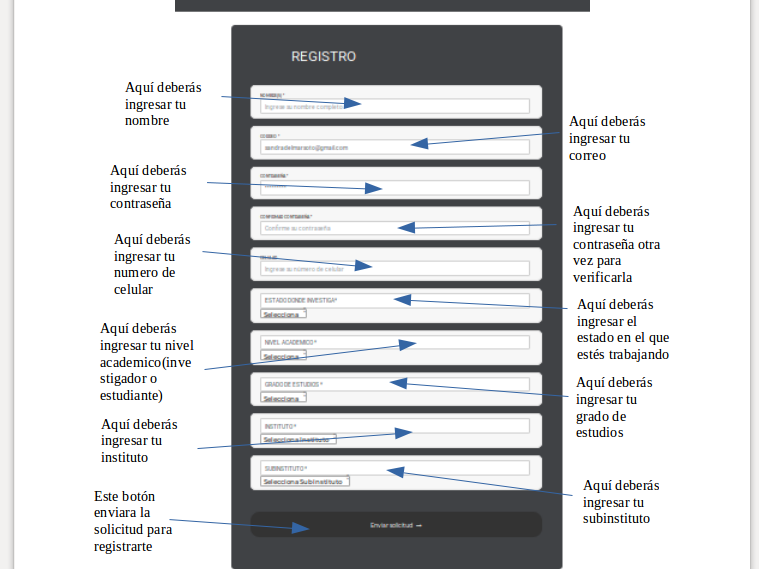 REGISTRO
Aquí deberás
ingresar tu
nombre
NOMBRE(S) *
Ingrese su nombre completo
Aquí deberás
ingresar tu
correo
CORREO *
sandradelmarsoto@gmail.com
Aquí deberás
ingresar tu
contraseña
CONTRASEÑA *
Aquí deberás
ingresar tu
contraseña otra
vez para
verificarla
CONFIRMAR CONTRASEÑA *
Confirme su contraseña
Aquí deberás
ingresar tu
numero de
celular
Ingrese su número de celular
Aquí deberás
ingresar el
estado en el que
estés trabajando
ESTADO DONDE INVESTIGA*
Selecciona
Aquí deberás
ingresar tu nivel
academico(inve
stigador o
estudiante)
NIVEL ACADEMICO *
Selecciona
Aquí deberás
ingresar tu
grado de
estudios
GRADO DE ESTUDIOS *
Selecciona
Aquí deberás
ingresar tu
instituto
INSTITUTO *
Selecciona Instituto
Aquí deberás
ingresar tu
subinstituto
SUBINSTITUTO *
Selecciona SubInstituto
Este botón
enviara la
solicitud para
registrarte
Enviar solicitud →